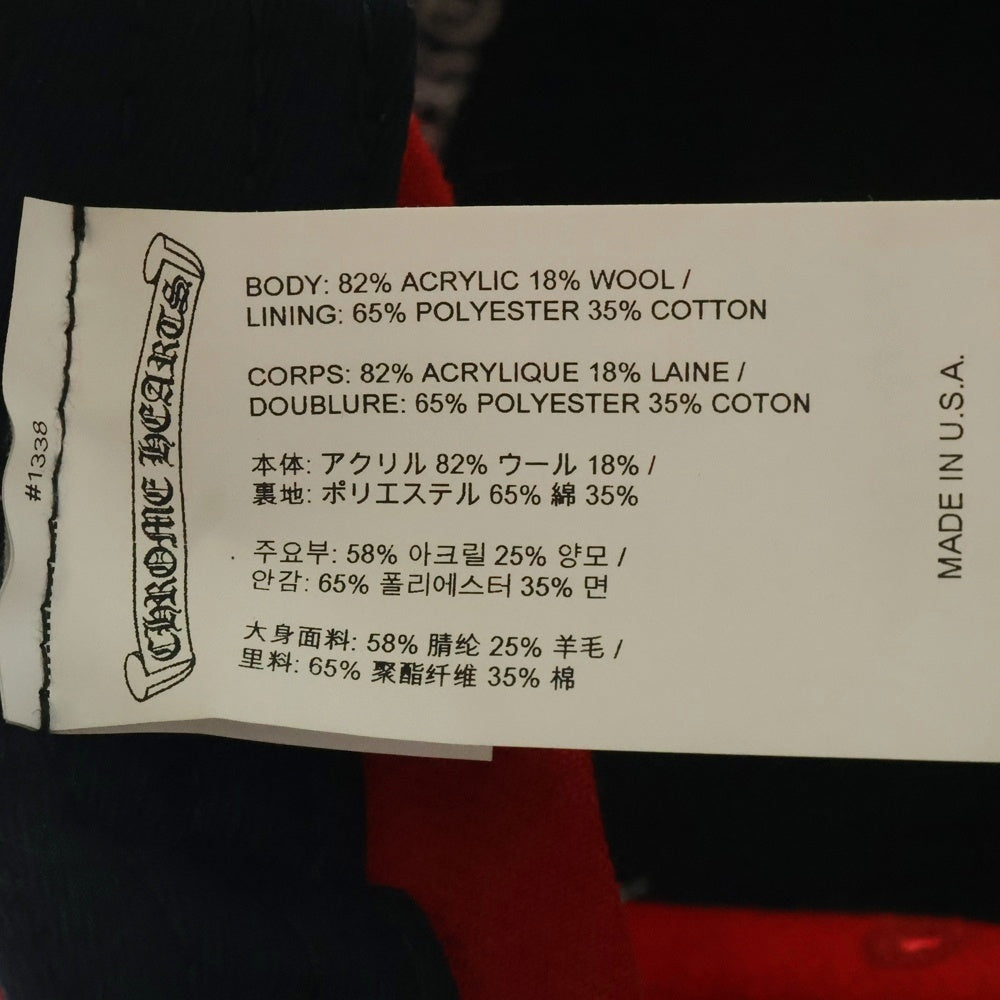 #1338
CHROME HEARTS
BODY: 82% ACRYLIC 18% WOOL /
LINING: 65% POLYESTER 35% COTTON
CORPS: 82% ACRYLIQUE 18% LAINE /
DOUBLURE: 65% POLYESTER 35% COTON
本体: アクリル 82% ウール 18% /
裏地: ポリエステル 65% 綿 35%
주요부: 58% 아크릴 25% 양모 /
안감: 65% 폴리에스터 35% 면
大身面料: 58% 腈纶 25% 羊毛 /
里料: 65% 聚酯纤维 35% 棉
MADE IN U.S.A.